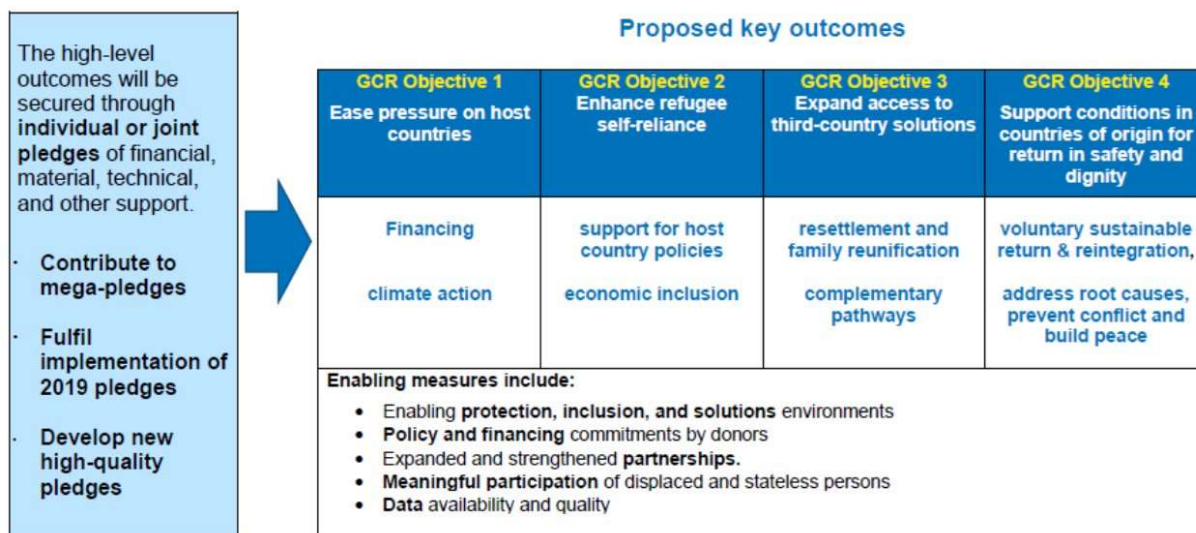 The high-level
outcomes will be
secured through
individual or joint
pledges of financial,
material, technical,
and other support.
· Contribute to
mega-pledges
· Fulfil
implementation of
2019 pledges
· Develop new
high-quality
pledges
Proposed key outcomes
GCR Objective 1
Ease pressure on host
countries
GCR Objective 2
Enhance refugee
self-reliance
GCR Objective 3
Expand access to
third-country solutions
GCR Objective 4
Support conditions in
countries of origin for
return in safety and
dignity
Financing
climate action
support for host
country policies
economic inclusion
resettlement and
family reunification
complementary
pathways
voluntary sustainable
return & reintegration,
address root causes,
prevent conflict and
build peace
Enabling measures include:
• Enabling protection, inclusion, and solutions environments
• Policy and financing commitments by donors
• Expanded and strengthened partnerships.
• Meaningful participation of displaced and stateless persons
• Data availability and quality